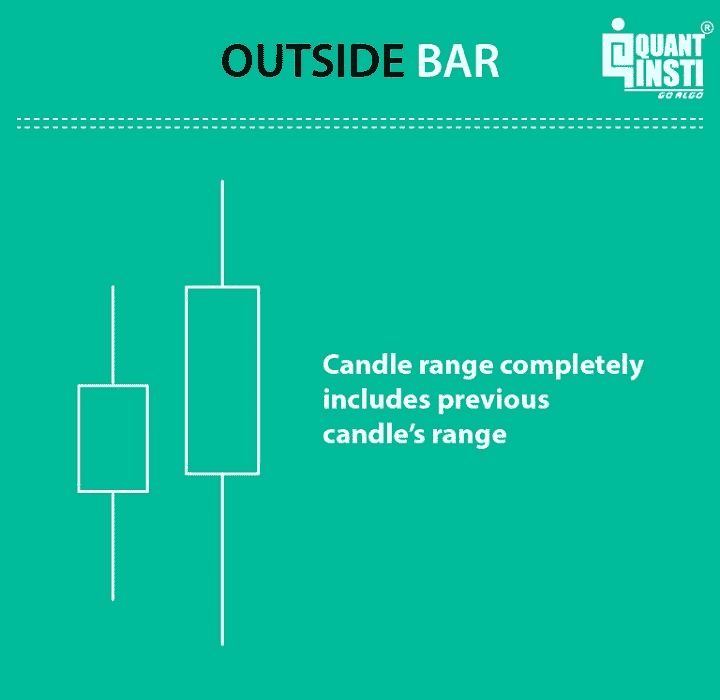 OUTSIDE BAR
QUANT
INSTI
GO ALGO
®
Candle range completely
includes previous
candle's range